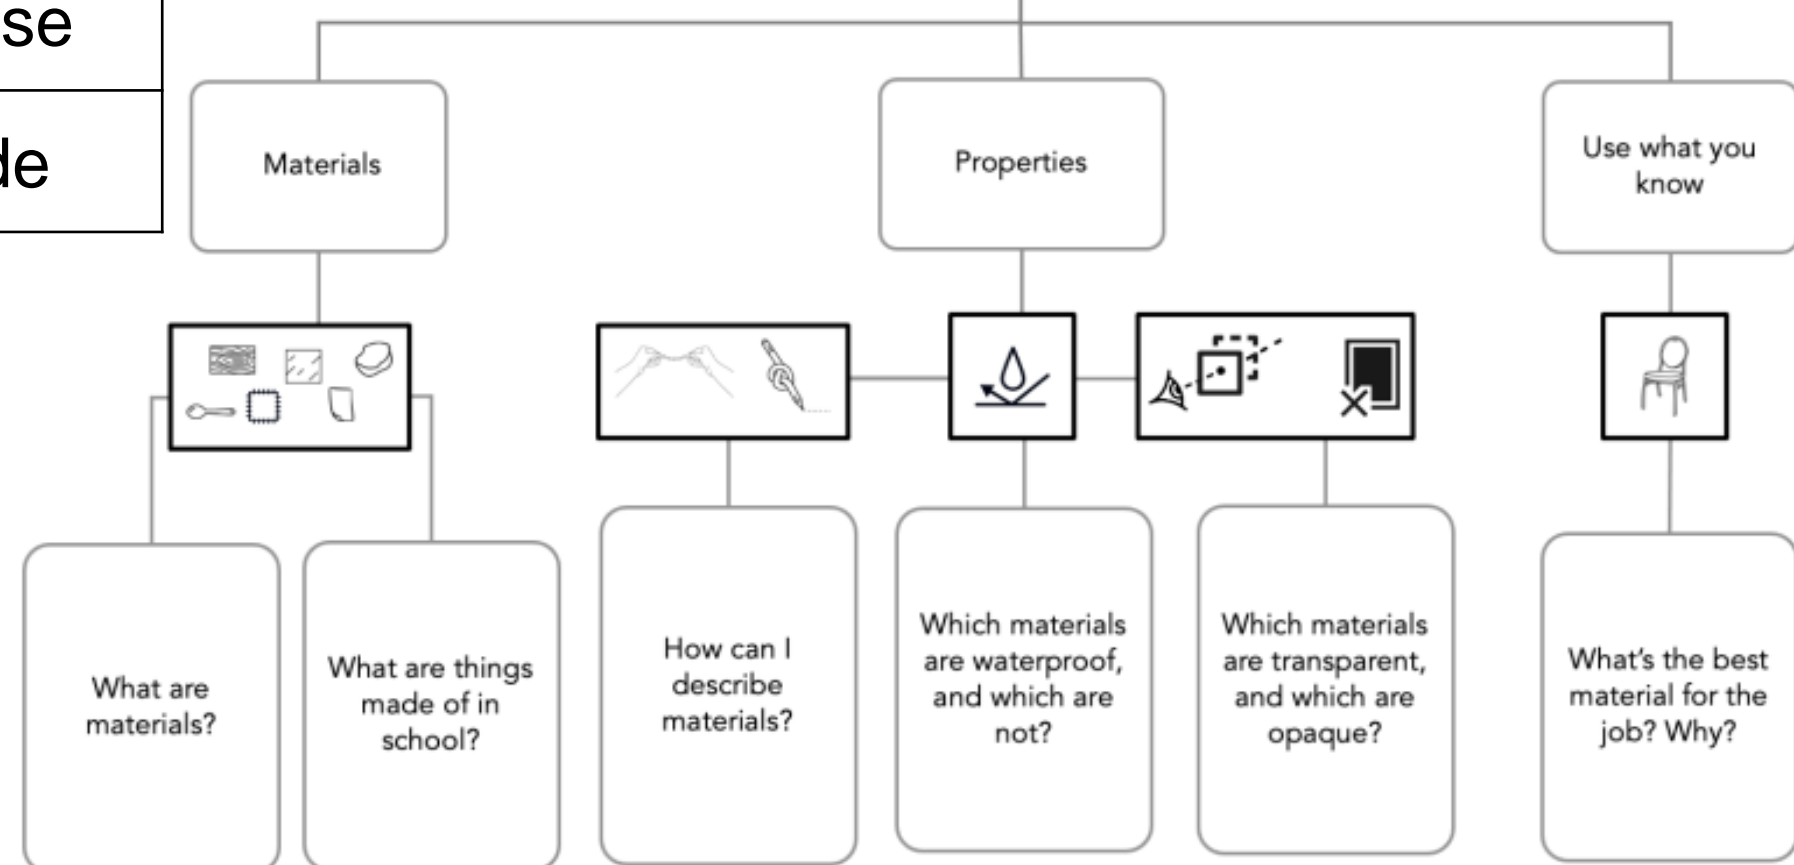 se
de
Materials
Properties
Use what you
know
What are
materials?
What are things
made of in
school?
How can I
describe
materials?
Which materials
are waterproof,
and which are
not?
Which materials
are transparent,
and which are
opaque?
What's the best
material for the
job? Why?